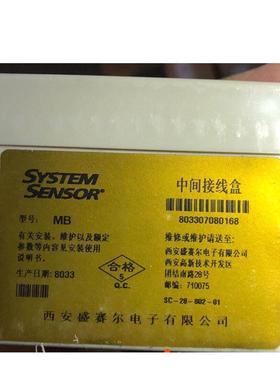 SYSTEM SENSOR®
中间接线盒
803307080168
型号: MB
有关安装、维护以及额定
参数等内容见安装使用
说明书.
生产日期: 8033
合格
5
Q.C.
维修或维护请送至:
西安盛赛尔电子有限公司
西安高新技术开发区
团结南路28号
邮编: 710075
SC-28-802-01
西安盛赛尔电子有限公司